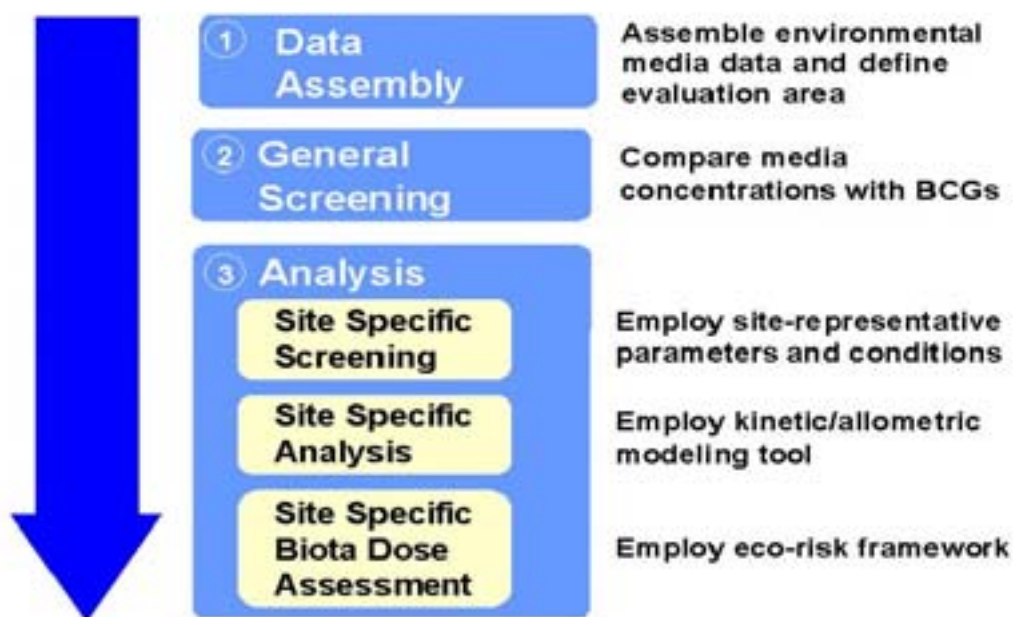 1 Data
Assembly
Assemble environmental
media data and define
evaluation area
2 General
Screening
Compare media
concentrations with BCGs
3 Analysis
Site Specific
Screening
Employ site-representative
parameters and conditions
Site Specific
Analysis
Employ kinetic/allometric
modeling tool
Site Specific
Biota Dose
Assessment
Employ eco-risk framework